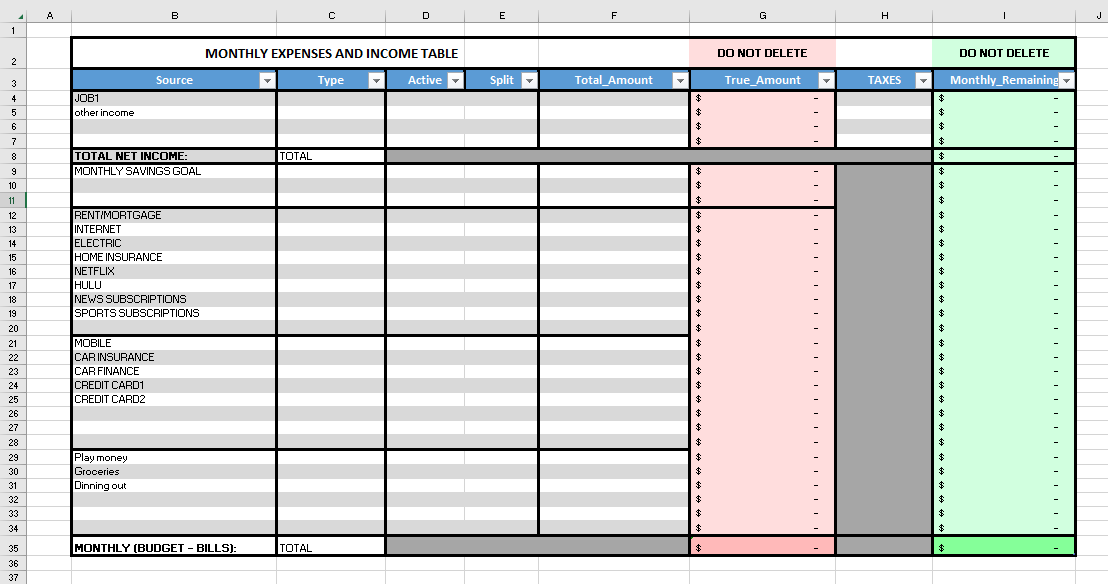 A B C D E F G H I J
1
2 MONTHLY EXPENSES AND INCOME TABLE DO NOT DELETE DO NOT DELETE
3 Source Type Active Split Total_Amount True_Amount TAXES Monthly_Remaining
4 JOB1 $ - $ -
5 other income $ - $ -
6 $ - $ -
7 $ - $ -
8 TOTAL NET INCOME: TOTAL $ -
9 MONTHLY SAVINGS GOAL $ - $ -
10 $ - $ -
11 $ - $ -
12 RENT/MORTGAGE $ - $ -
13 INTERNET $ - $ -
14 ELECTRIC $ - $ -
15 HOME INSURANCE $ - $ -
16 NETFLIX $ - $ -
17 HULU $ - $ -
18 NEWS SUBSCRIPTIONS $ - $ -
19 SPORTS SUBSCRIPTIONS $ - $ -
20 $ - $ -
21 MOBILE $ - $ -
22 CAR INSURANCE $ - $ -
23 CAR FINANCE $ - $ -
24 CREDIT CARD1 $ - $ -
25 CREDIT CARD2 $ - $ -
26 $ - $ -
27 $ - $ -
28 $ - $ -
29 Play money $ - $ -
30 Groceries $ - $ -
31 Dinning out $ - $ -
32 $ - $ -
33 $ - $ -
34 $ - $ -
35 MONTHLY (BUDGET - BILLS): TOTAL $ - $ -
36
37